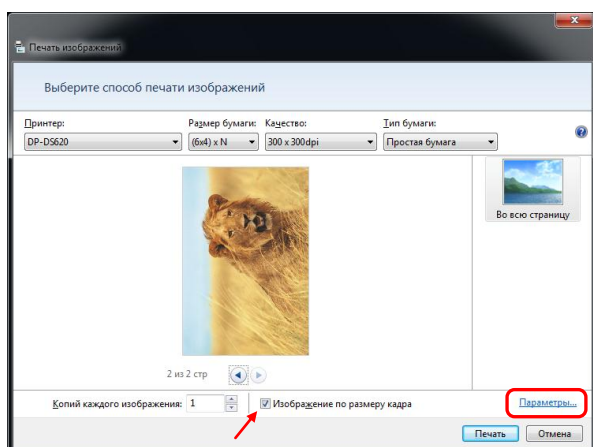 Печать изображений
Выберите способ печати изображений
Принтер: Размер бумаги: Качество: Тип бумаги:
DP-DS620 (6x4) x N 300 x 300dpi Простая бумага
Во всю страницу
2 из 2 стр
Копий каждого изображения: 1 Изображение по размеру кадра Параметры...
Печать Отмена